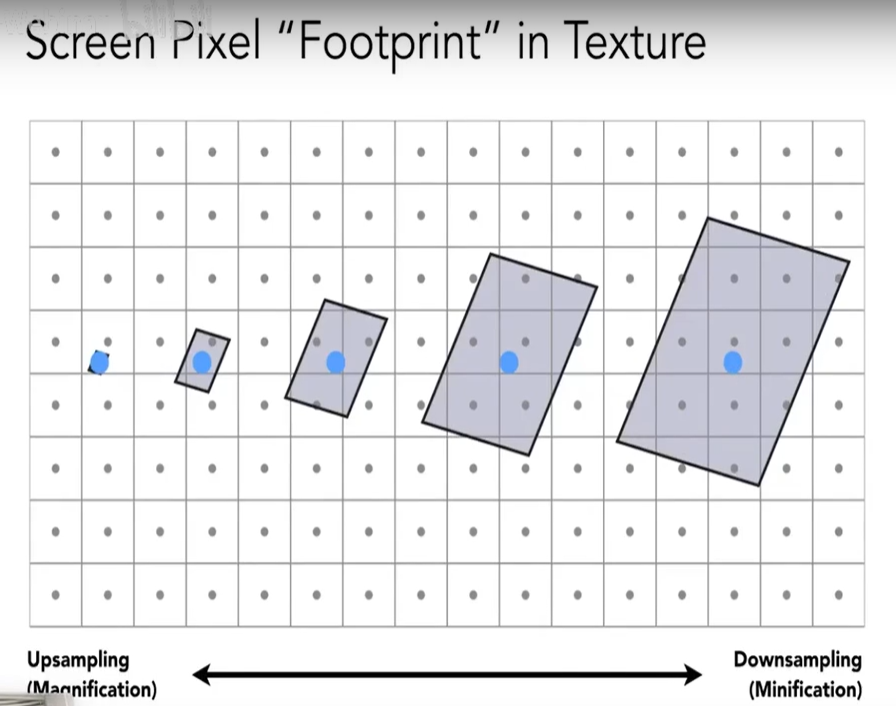 Screen Pixel “Footprint” in Texture
Upsampling
(Magnification)
Downsampling
(Minification)